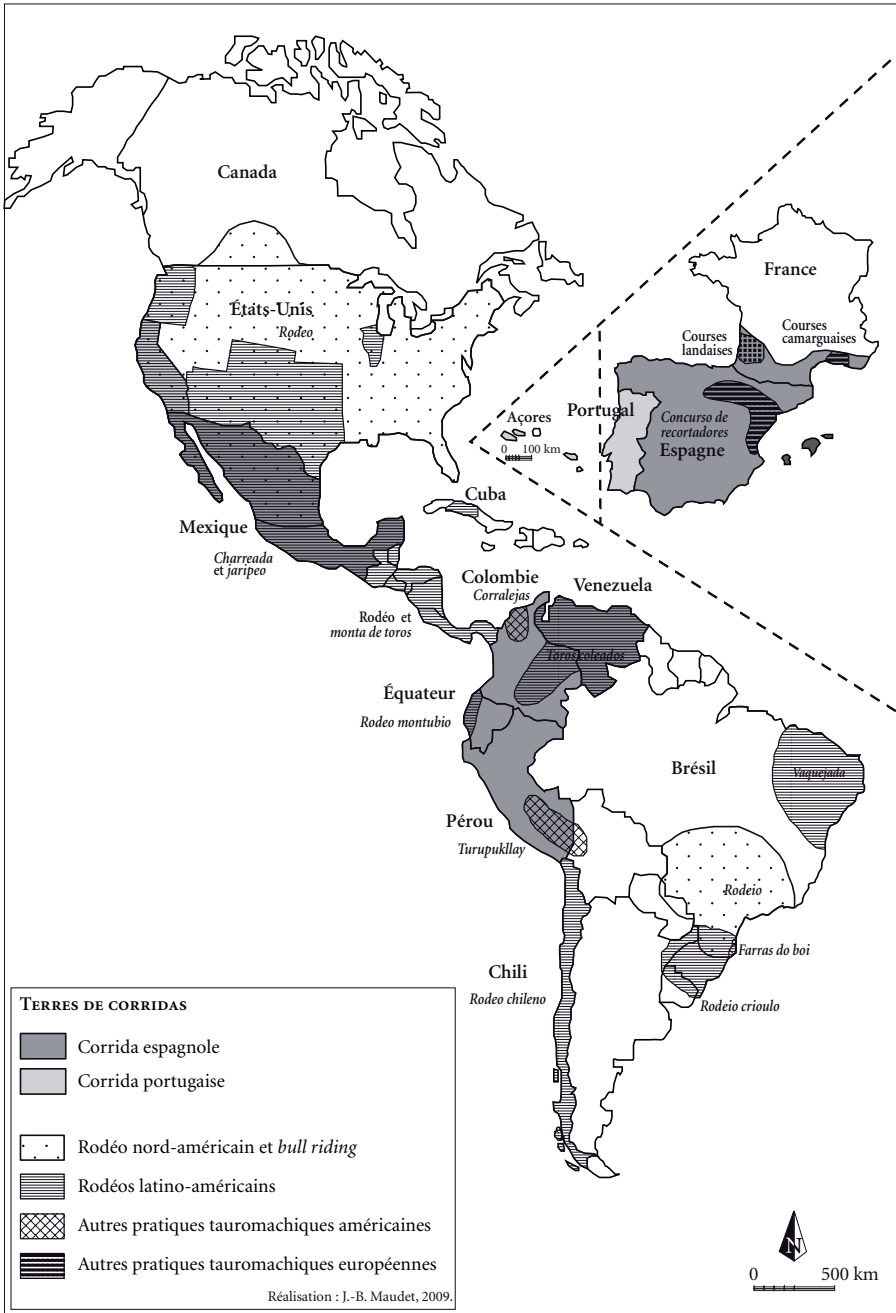 Canada
France
États-Unis
Rodeo
Courses
landaises
Courses
camarguaises
Açores
0 100 km
Portugal
Concurso de
recortadores
Espagne
Cuba
Mexique
Charreada
et jaripeo
Colombie
Corralejas
Venezuela
Rodéo et
monta de toros
Toros coleados
Équateur
Rodeo montubio
Brésil
Vaquejada
Pérou
Turupukllay
Rodeio
Farras do boi
Chili
Rodeo chileno
Rodeio crioulo
TERRES DE CORRIDAS
Corrida espagnole
Corrida portugaise
Rodéo nord-américain et bull riding
Rodéos latino-américains
Autres pratiques tauromachiques américaines
Autres pratiques tauromachiques européennes
Réalisation : J.-B. Maudet, 2009.
N
0 500 km